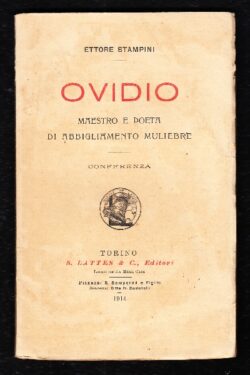 ETTORE STAMPINI
OVIDIO
MAESTRO E POETA
DI ABBIGLIAMENTO MULIEBRE
CONFERENZA
TORINO
S. LATTES & C., Editori
Firenze: R. Bemporad e Figlio
1914